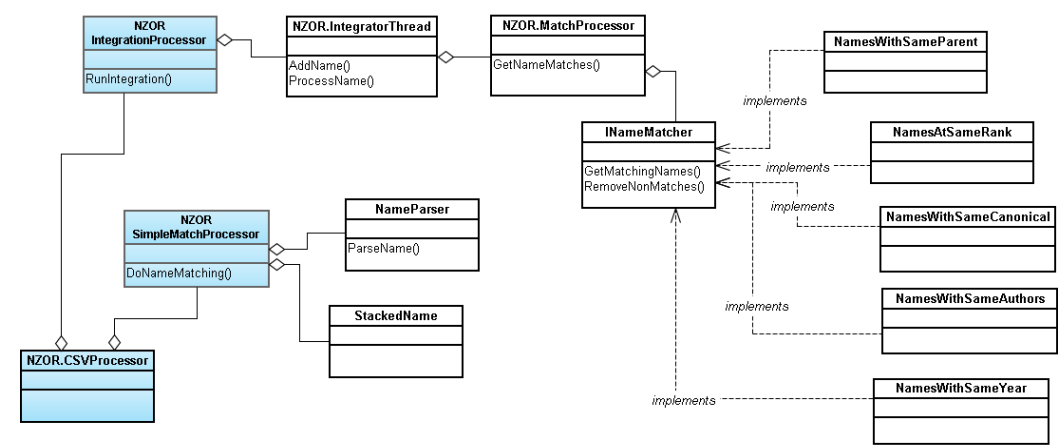 NZOR
IntegrationProcessor
RunIntegration()
NZOR.IntegratorThread
AddName()
ProcessName()
NZOR.MatchProcessor
GetNameMatches()
NamesWithSameParent
implements
INameMatcher
GetMatchingNames()
RemoveNonMatches()
NamesAtSameRank
implements
NamesWithSameCanonical
implements
NZOR
SimpleMatchProcessor
DoNameMatching()
NameParser
ParseName()
StackedName
NamesWithSameAuthors
implements
NZOR.CSVProcessor
NamesWithSameYear
implements